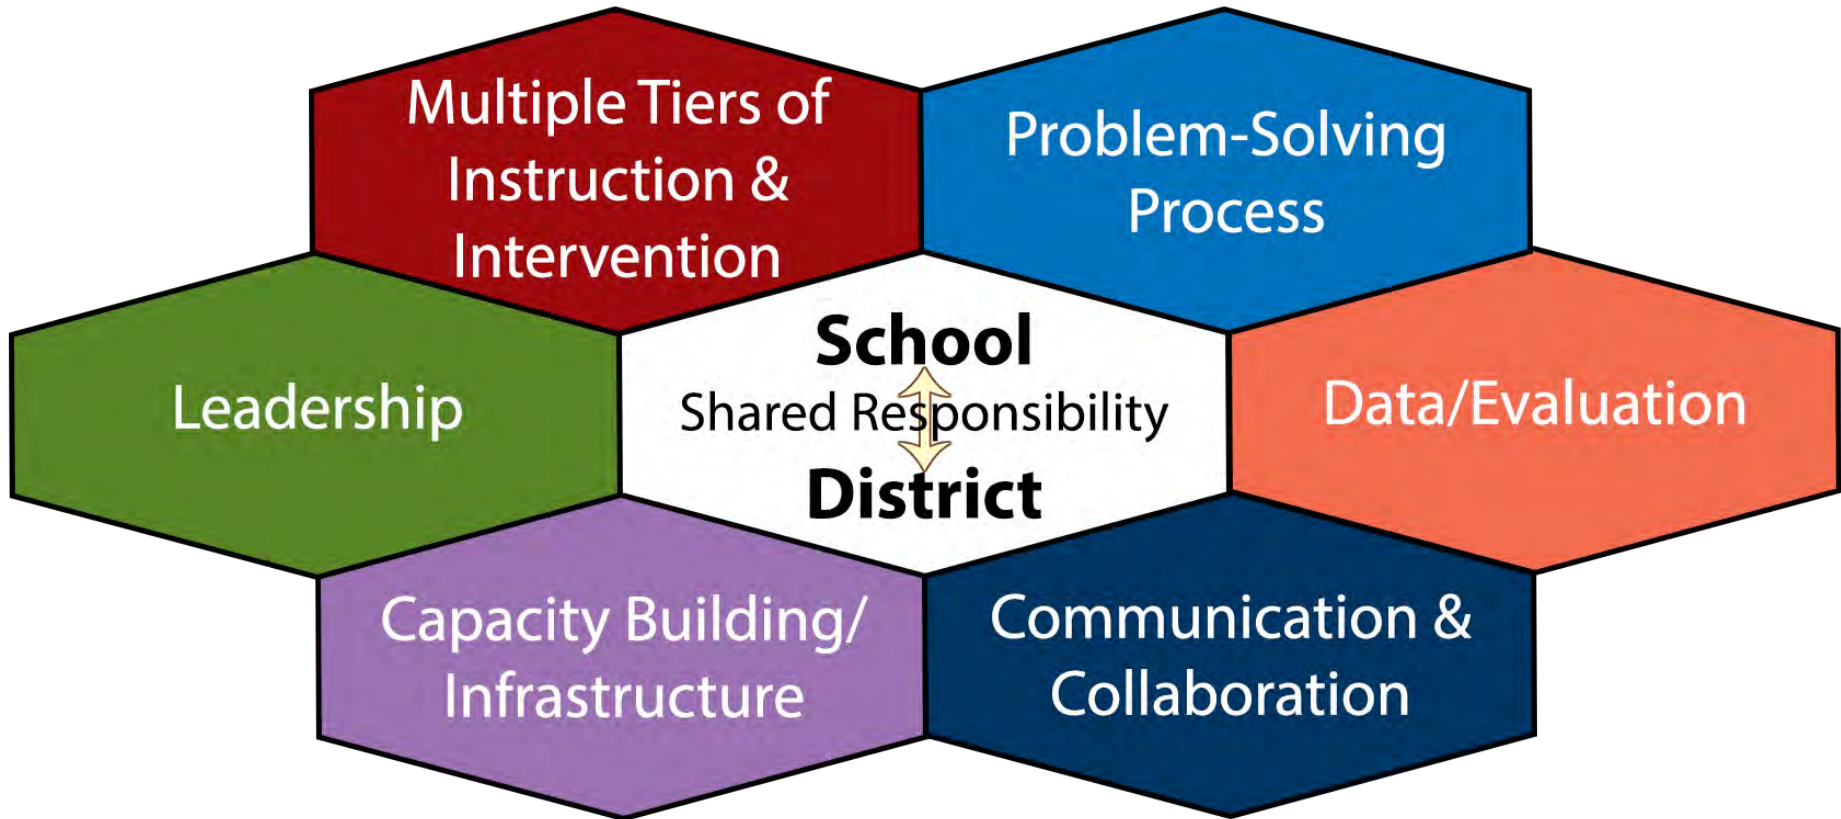 Multiple Tiers of
Instruction &
Intervention
Problem-Solving
Process
Leadership
School
Shared Responsibility
District
Data/Evaluation
Capacity Building/
Infrastructure
Communication &
Collaboration